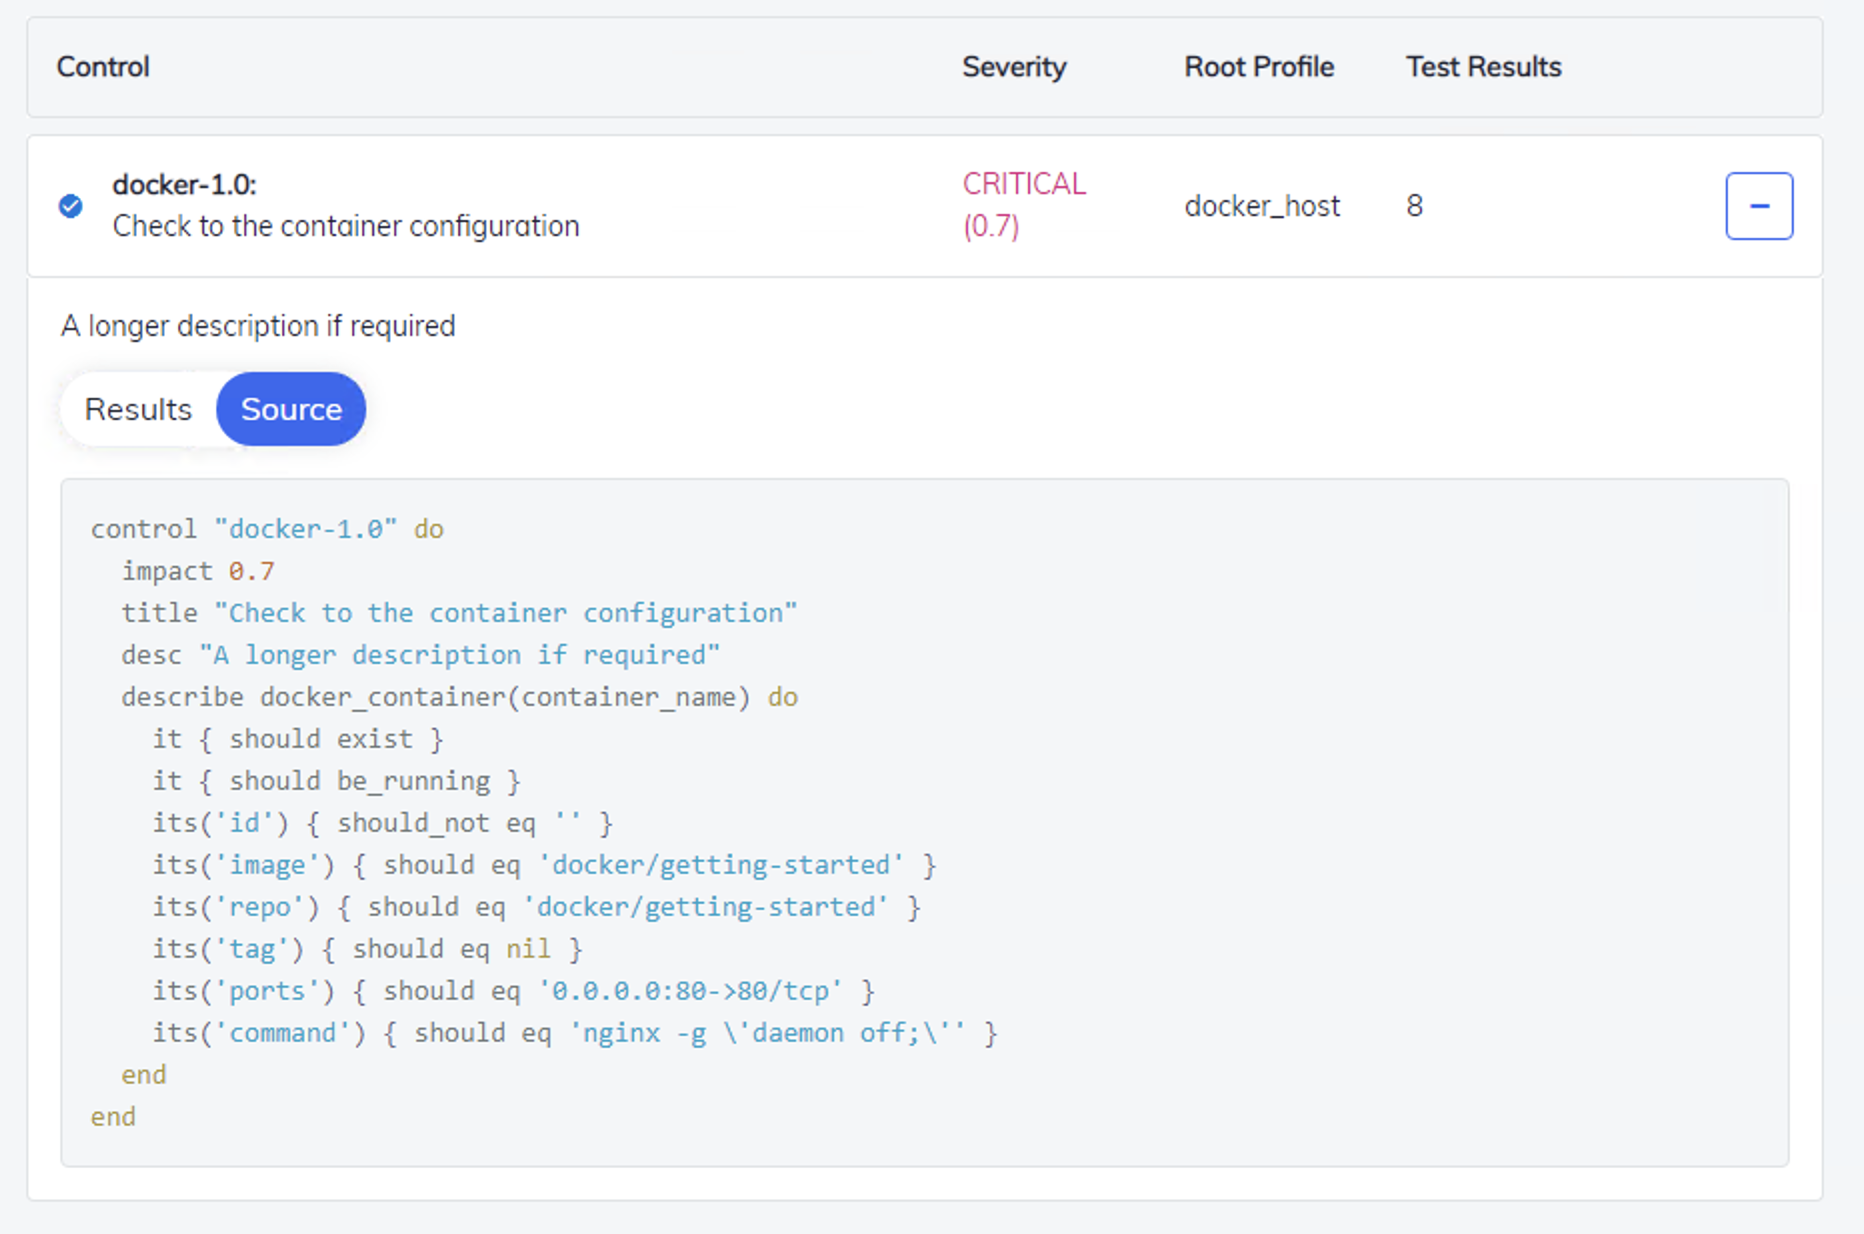 Control Severity Root Profile Test Results
docker-1.0:
Check to the container configuration
CRITICAL
(0.7)
docker_host
8
A longer description if required
Results Source
control "docker-1.0" do
  impact 0.7
  title "Check to the container configuration"
  desc "A longer description if required"
  describe docker_container(container_name) do
    it { should exist }
    it { should be_running }
    its('id') { should_not eq '' }
    its('image') { should eq 'docker/getting-started' }
    its('repo') { should eq 'docker/getting-started' }
    its('tag') { should eq nil }
    its('ports') { should eq '0.0.0.0:80->80/tcp' }
    its('command') { should eq 'nginx -g \'daemon off;\'' }
  end
end